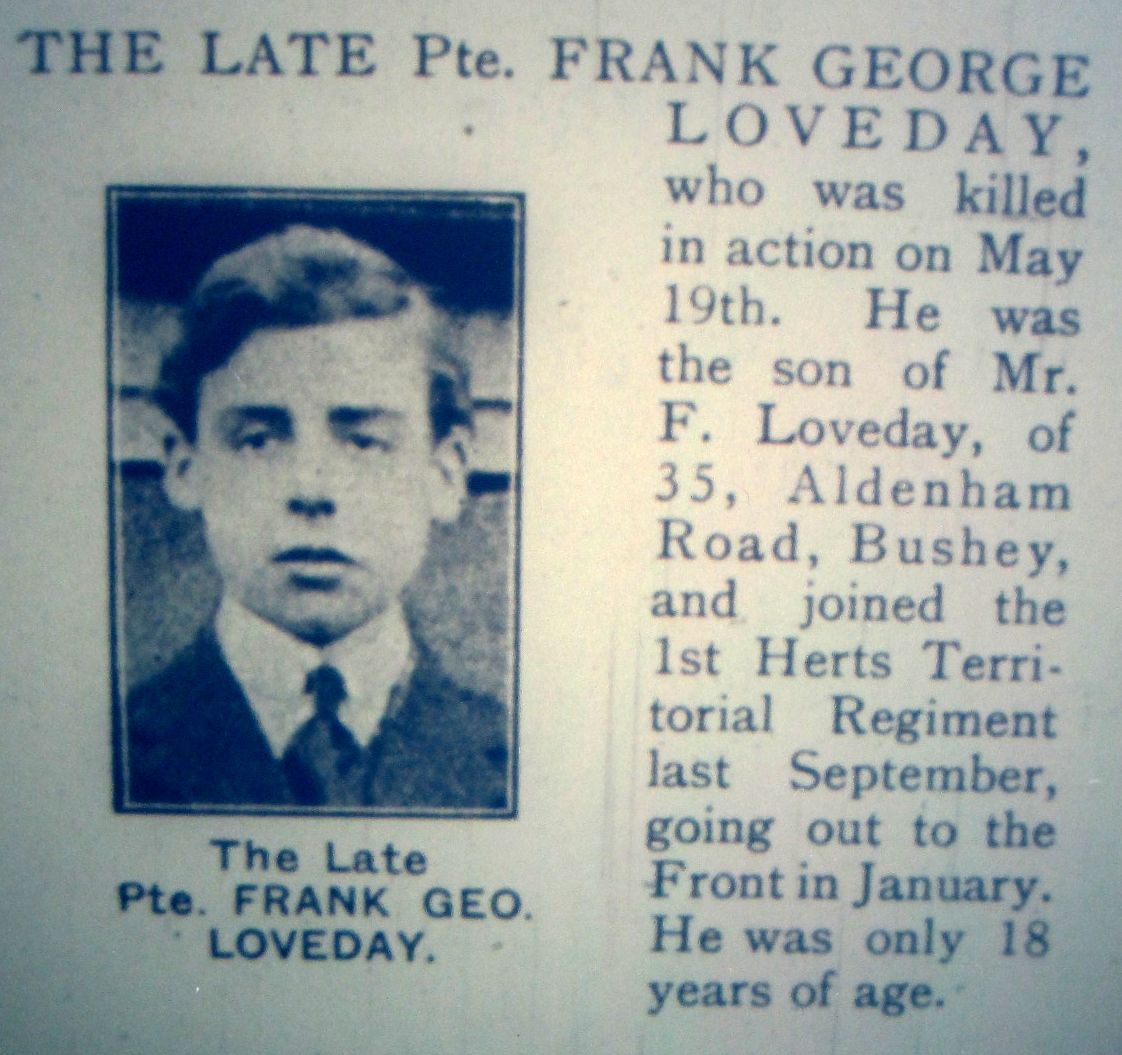 THE LATE Pte. FRANK GEORGE
LOVEDAY,
who was killed
in action on May
19th. He was
the son of Mr.
F. Loveday, of
35, Aldenham
Road, Bushey,
and joined the
1st Herts Terri-
torial Regiment
last September,
going out to the
Front in January.
He was only 18
years of age.
The Late
Pte. FRANK GEO.
LOVEDAY.